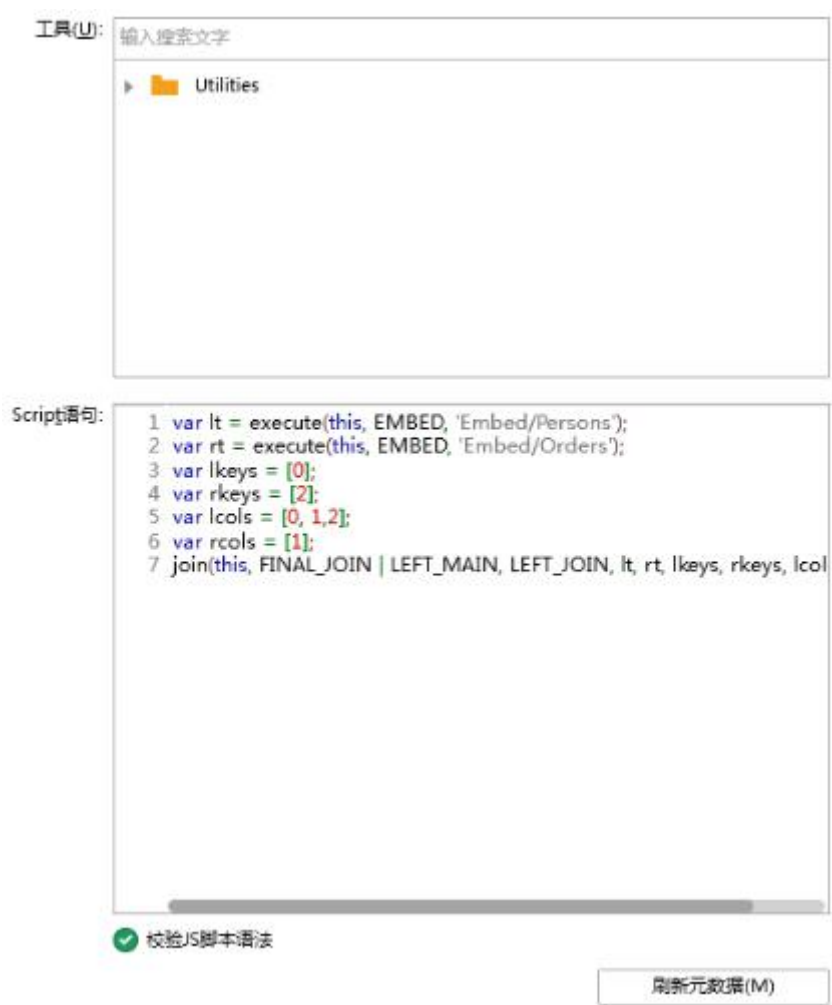 工具(U):
输入搜索文字
Utilities
Script语句:
1 var lt = execute(this, EMBED, 'Embed/Persons');
2 var rt = execute(this, EMBED, 'Embed/Orders');
3 var lkeys = [0];
4 var rkeys = [2];
5 var lcols = [0, 1,2];
6 var rcols = [1];
7 join(this, FINAL_JOIN | LEFT_MAIN, LEFT_JOIN, lt, rt, lkeys, rkeys, lcol
校验JS脚本语法
刷新元数据(M)